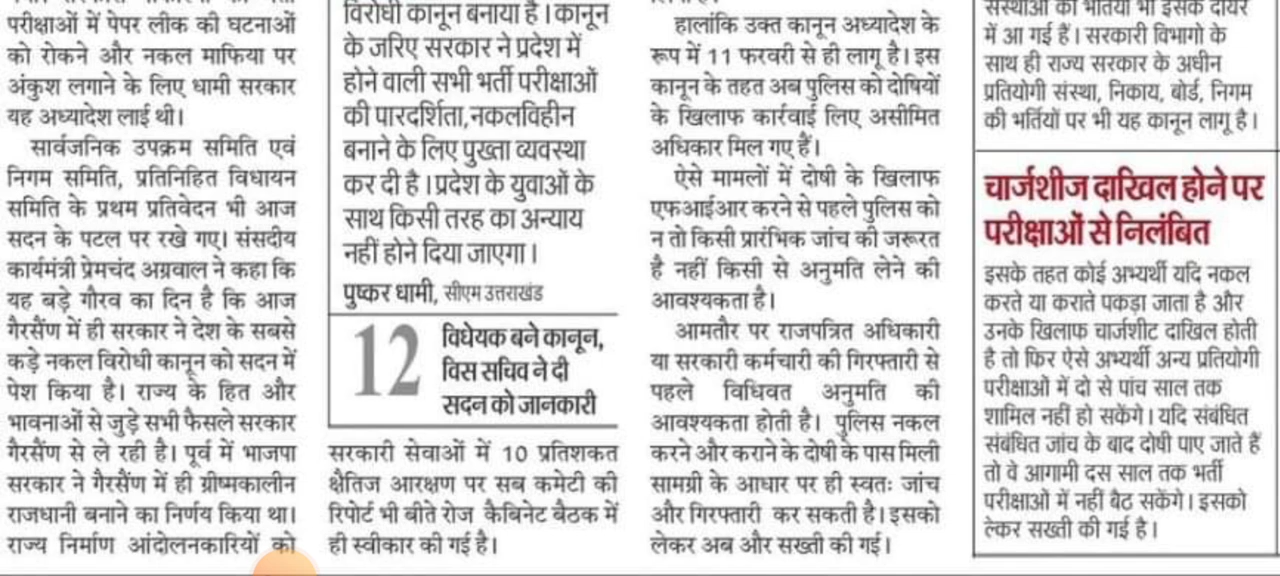 परीक्षाओं में पेपर लीक की घटनाओं
को रोकने और नकल माफिया पर
अंकुश लगाने के लिए धामी सरकार
यह अध्यादेश लाई थी।
सार्वजनिक उपक्रम समिति एवं
निगम समिति, प्रतिनिहित विधायन
समिति के प्रथम प्रतिवेदन भी आज
सदन के पटल पर रखे गए। संसदीय
कार्यमंत्री प्रेमचंद अग्रवाल ने कहा कि
यह बड़े गौरव का दिन है कि आज
गैरसैंण में ही सरकार ने देश के सबसे
कड़े नकल विरोधी कानून को सदन में
पेश किया है। राज्य के हित और
भावनाओं से जुड़े सभी फैसले सरकार
गैरसैंण से ले रही है। पूर्व में भाजपा
सरकार ने गैरसैंण में ही ग्रीष्मकालीन
राजधानी बनाने का निर्णय किया था।
राज्य निर्माण आंदोलनकारियों को
विरोधी कानून बनाया है। कानून
के जरिए सरकार ने प्रदेश में
होने वाली सभी भर्ती परीक्षाओं
की पारदर्शिता,नकलविहीन
बनाने के लिए पुख्ता व्यवस्था
कर दी है। प्रदेश के युवाओं के
साथ किसी तरह का अन्याय
नहीं होने दिया जाएगा।
पुष्कर धामी, सीएम उत्तराखंड
12 विधेयक बने कानून,
विस सचिव ने दी
सदन को जानकारी
सरकारी सेवाओं में 10 प्रतिशकत
क्षैतिज आरक्षण पर सब कमेटी की
रिपोर्ट भी बीते रोज कैबिनेट बैठक में
ही स्वीकार की गई है।
हालांकि उक्त कानून अध्यादेश के
रूप में 11 फरवरी से ही लागू है। इस
कानून के तहत अब पुलिस को दोषियों
के खिलाफ कार्रवाई लिए असीमित
अधिकार मिल गए हैं।
ऐसे मामलों में दोषी के खिलाफ
एफआईआर करने से पहले पुलिस को
न तो किसी प्रारंभिक जांच की जरूरत
है नहीं किसी से अनुमति लेने की
आवश्यकता है।
आमतौर पर राजपत्रित अधिकारी
या सरकारी कर्मचारी की गिरफ्तारी से
पहले विधिवत अनुमति की
आवश्यकता होती है। पुलिस नकल
करने और कराने के दोषी के पास मिली
सामग्री के आधार पर ही स्वतः जांच
और गिरफ्तारी कर सकती है। इसको
लेकर अब और सख्ती की गई।
संस्थाओं की भर्तियां भी इसके दायरे
में आ गई हैं। सरकारी विभागो के
साथ ही राज्य सरकार के अधीन
प्रतियोगी संस्था, निकाय, बोर्ड, निगम
की भर्तियों पर भी यह कानून लागू है।
चार्जशीज दाखिल होने पर
परीक्षाओं से निलंबित
इसके तहत कोई अभ्यर्थी यदि नकल
करते या कराते पकड़ा जाता है और
उनके खिलाफ चार्जशीट दाखिल होती
है तो फिर ऐसे अभ्यर्थी अन्य प्रतियोगी
परीक्षाओं में दो से पांच साल तक
शामिल नहीं हो सकेंगे। यदि संबंधित
संबंधित जांच के बाद दोषी पाए जाते हैं
तो वे आगामी दस साल तक भर्ती
परीक्षाओं में नहीं बैठ सकेंगे। इसको
ल्कर सख्ती की गई है।